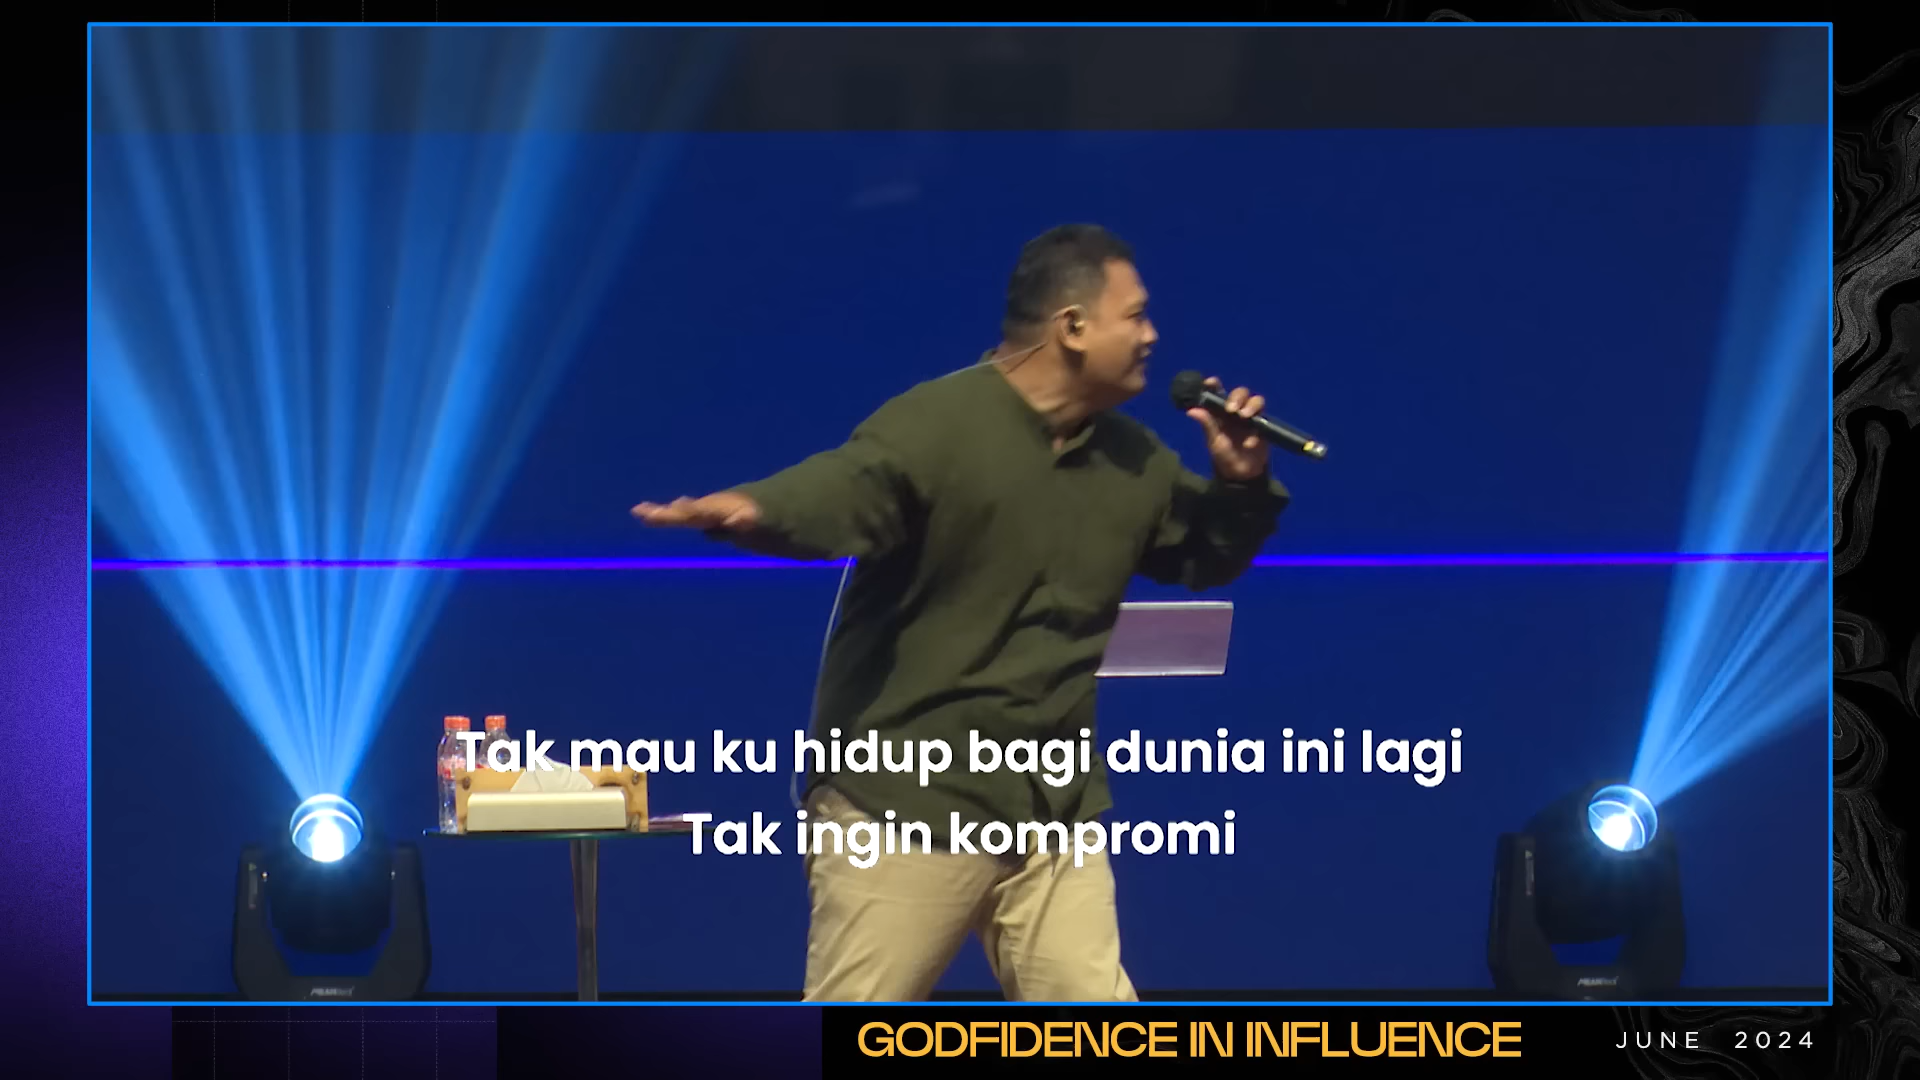 Tak mau ku hidup bagi dunia ini lagi
Tak ingin kompromi
GODFIDENCE IN INFLUENCE
JUNE 2024